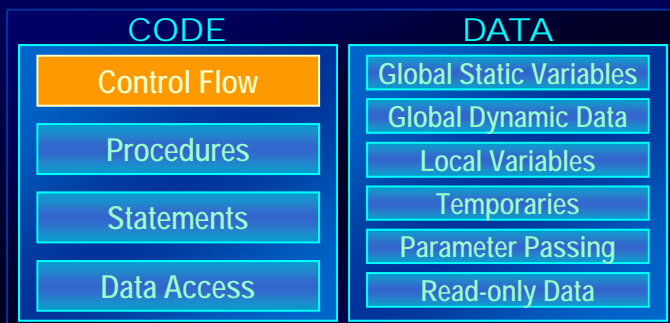 CODE
Control Flow
Procedures
Statements
Data Access
DATA
Global Static Variables
Global Dynamic Data
Local Variables
Temporaries
Parameter Passing
Read-only Data